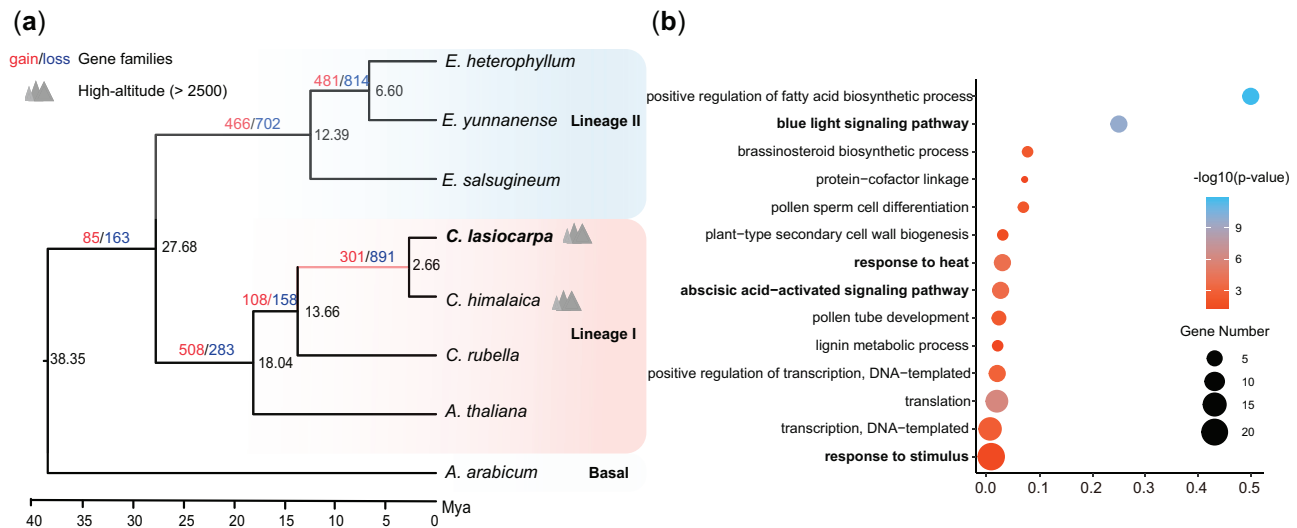 (a)
gain/loss Gene families
High-altitude (> 2500)
E. heterophyllum
481/814
6.60
E. yunnanense Lineage II
466/702
12.39
E. salsugineum
85/163
27.68
C. lasiocarpa
301/891
2.66
C. himalaica
108/158
13.66
Lineage I
508/283
18.04
C. rubella
38.35
A. thaliana
A. arabicum Basal
40 35 30 25 20 15 10 5 0 Mya
(b)
positive regulation of fatty acid biosynthetic process
blue light signaling pathway
brassinosteroid biosynthetic process
protein−cofactor linkage
pollen sperm cell differentiation
plant−type secondary cell wall biogenesis
response to heat
abscisic acid−activated signaling pathway
pollen tube development
lignin metabolic process
positive regulation of transcription, DNA−templated
translation
transcription, DNA−templated
response to stimulus
0.0 0.1 0.2 0.3 0.4 0.5
-log10(p-value)
9
6
3
Gene Number
5
10
15
20